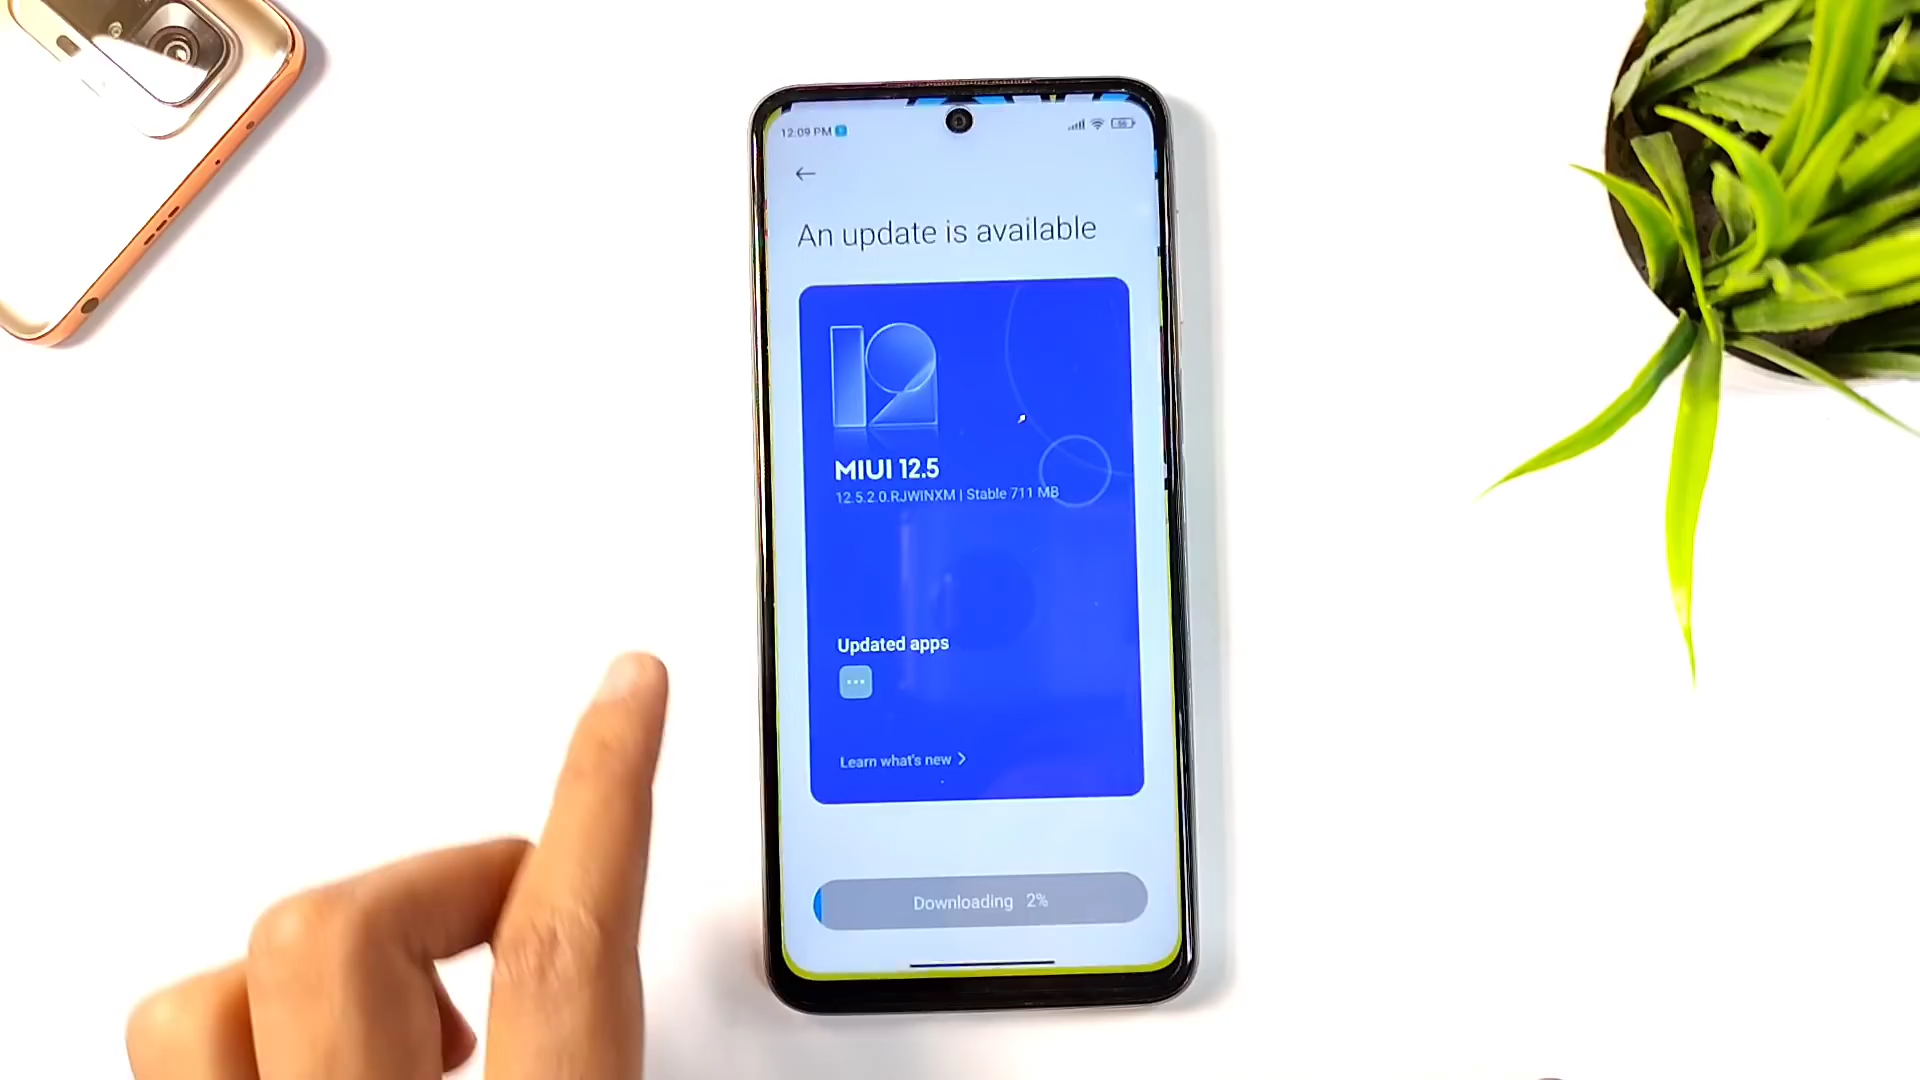 12:09 PM
An update is available
12
MIUI 12.5
12.5.2.0.RJWINXM | Stable 711 MB
Updated apps
Learn what's new >
Downloading 2%